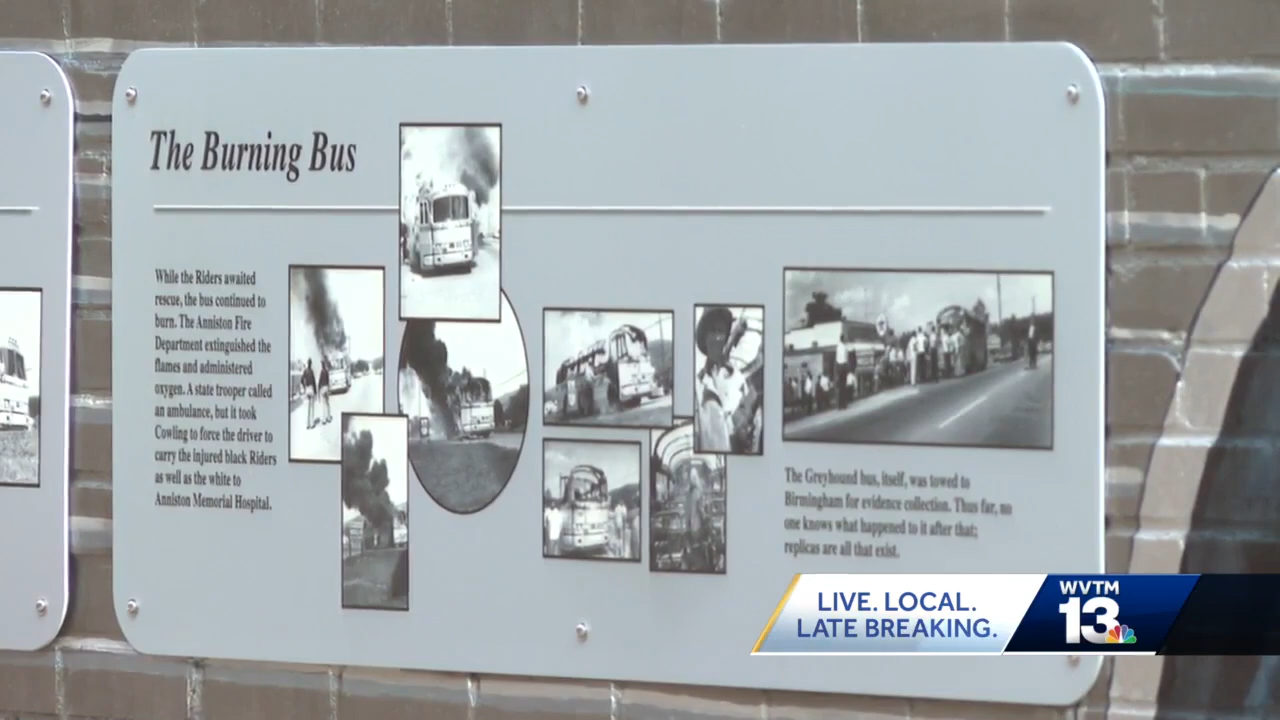 The Burning Bus
While the Riders awaited
rescue, the bus continued to
burn. The Anniston Fire
Department extinguished the
flames and administered
oxygen. A state trooper called
an ambulance, but it took
Cowling to force the driver to
carry the injured black Riders
as well as the white to
Anniston Memorial Hospital.
The Greyhound bus, itself, was towed to
Birmingham for evidence collection. Thus far, no
one knows what happened to it after that;
replicas are all that exist.
LIVE. LOCAL.
LATE BREAKING.
WVTM
13